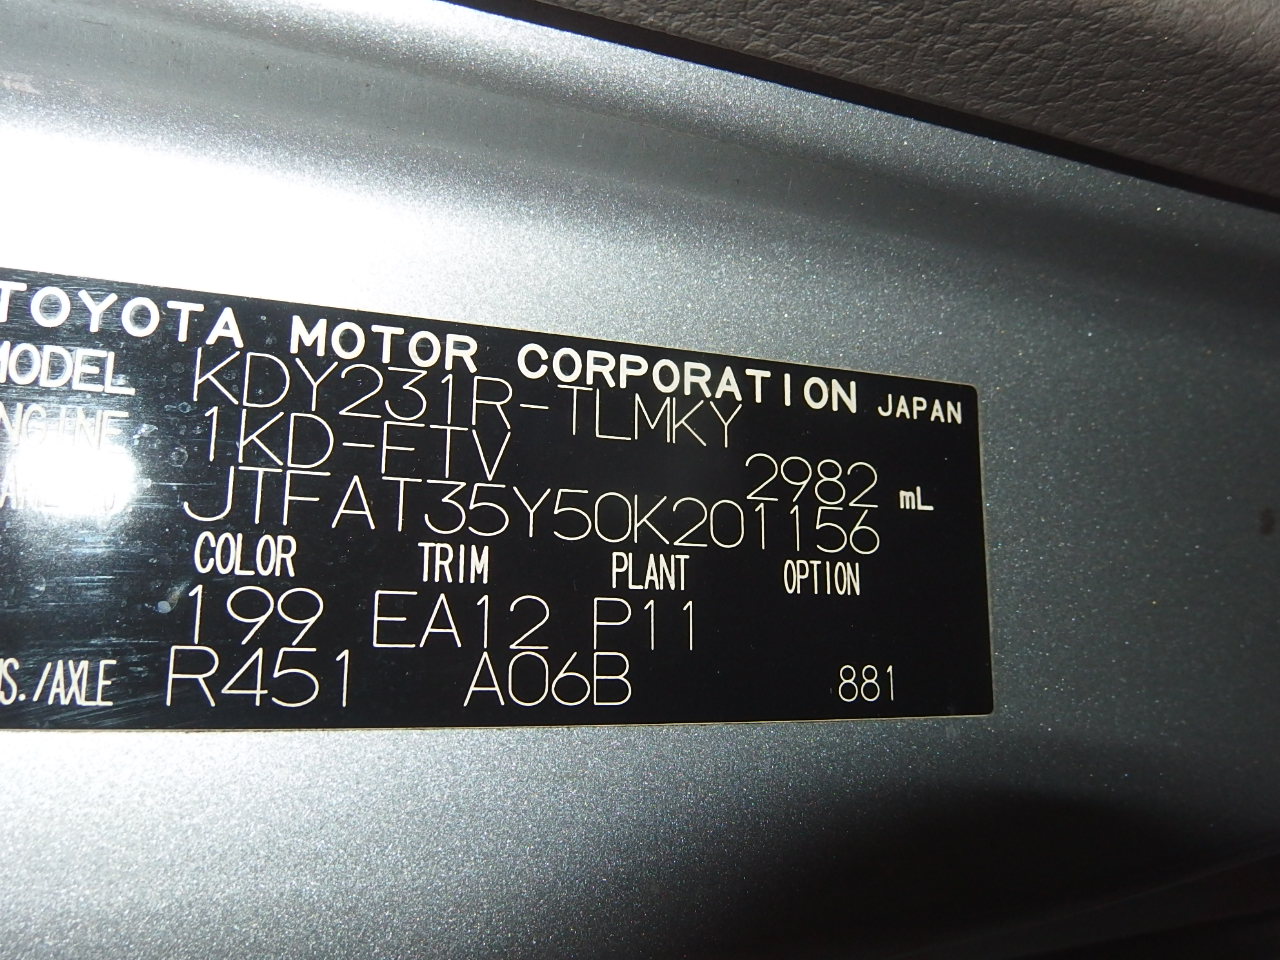 TOYOTA MOTOR CORPORATION JAPAN
MODEL KDY231R-TLMKY
ENGINE 1KD-FTV 2982 mL
JTFAT35Y50K201156
COLOR TRIM PLANT OPTION
199 EA12 P11
/AXLE R451 A06B 881